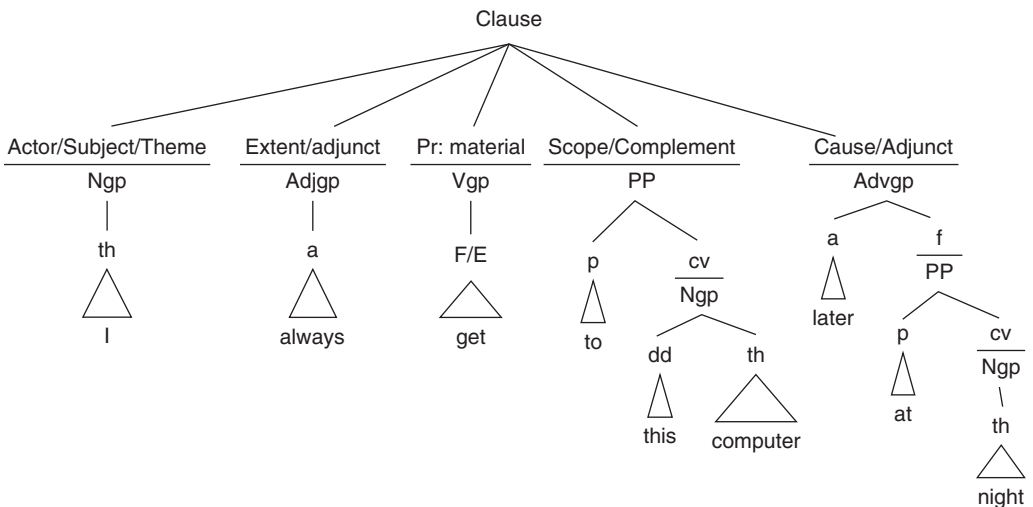 Clause
Actor/Subject/Theme Extent/adjunct Pr: material Scope/Complement Cause/Adjunct
Ngp Adjgp Vgp PP Advgp
th a F/E p cv a f
Ngp PP
I always get to dd th later p cv
Ngp
this computer at th
night